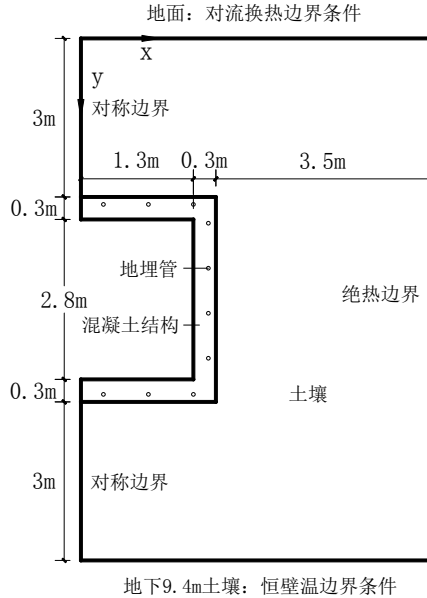 地面：对流换热边界条件
x
y
对称边界
3m
1.3m 0.3m 3.5m
0.3m
地埋管
2.8m
绝热边界
混凝土结构
0.3m
土壤
3m
对称边界
地下9.4m土壤：恒壁温边界条件